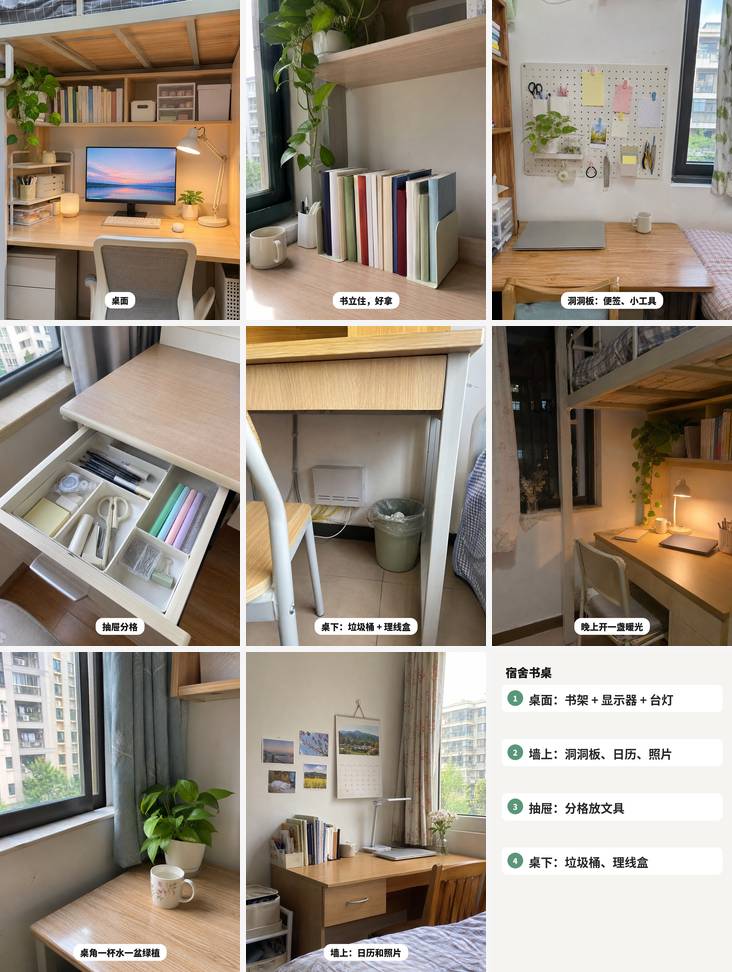 桌面
书立住，好拿
洞洞板：便签、小工具
抽屉分格
桌下：垃圾桶 + 理线盒
晚上开一盏暖光
桌角一杯水一盆绿植
墙上：日历和照片
宿舍书桌
1 桌面：书架 + 显示器 + 台灯
2 墙上：洞洞板、日历、照片
3 抽屉：分格放文具
4 桌下：垃圾桶、理线盒